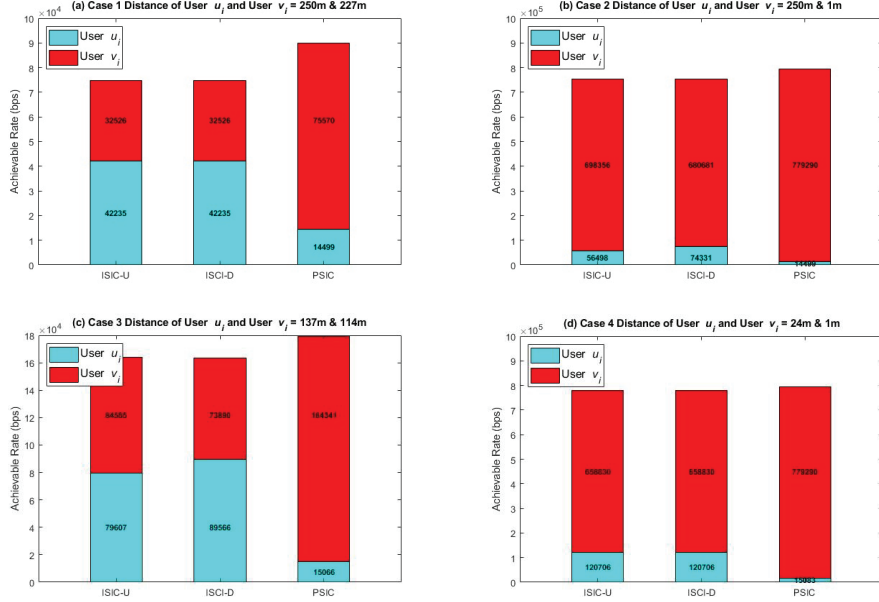 (a) Case 1 Distance of User u_i and User v_i = 250m & 227m
×10^4
Achievable Rate (bps)
10
9
8
7
6
5
4
3
2
1
0
User u_i
User v_i
32526
32526
75570
42235
42235
14499
ISIC-U
ISCI-D
PSIC
(b) Case 2 Distance of User u_i and User v_i = 250m & 1m
×10^5
Achievable Rate (bps)
10
9
8
7
6
5
4
3
2
1
0
User u_i
User v_i
698356
680681
779290
56498
74331
14499
ISIC-U
ISCI-D
PSIC
(c) Case 3 Distance of User u_i and User v_i = 137m & 114m
×10^4
Achievable Rate (bps)
18
16
14
12
10
8
6
4
2
0
User u_i
User v_i
164341
79607
89566
15066
ISIC-U
ISCI-D
PSIC
(d) Case 4 Distance of User u_i and User v_i = 24m & 1m
×10^5
Achievable Rate (bps)
10
9
8
7
6
5
4
3
2
1
0
User u_i
User v_i
658830
658830
779290
120706
120706
ISIC-U
ISCI-D
PSIC